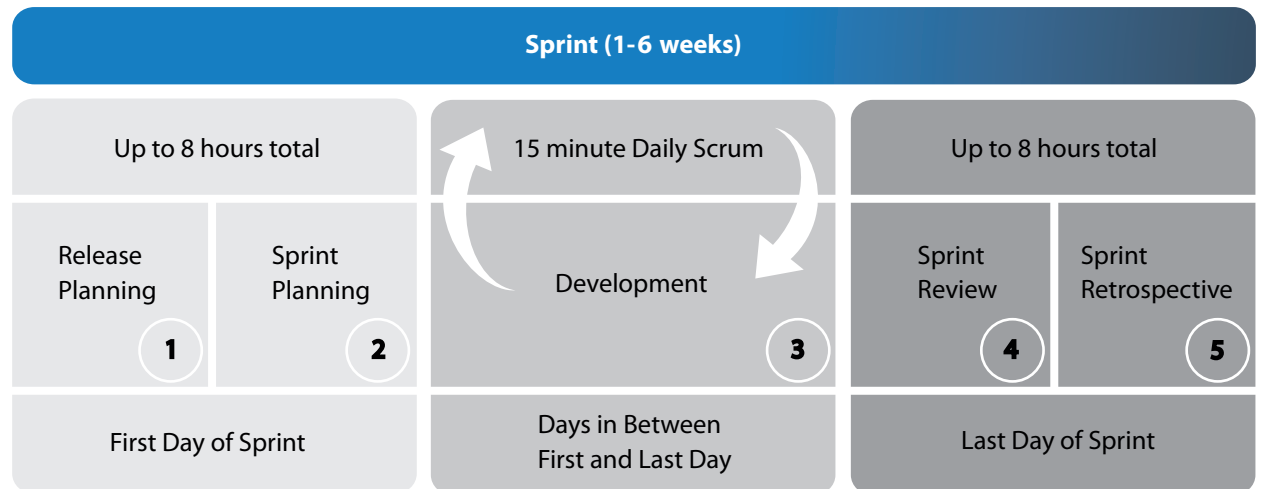 Sprint (1-6 weeks)
Up to 8 hours total
15 minute Daily Scrum
Up to 8 hours total
Release
Planning
1
Sprint
Planning
2
Development
3
Sprint
Review
4
Sprint
Retrospective
5
First Day of Sprint
Days in Between
First and Last Day
Last Day of Sprint